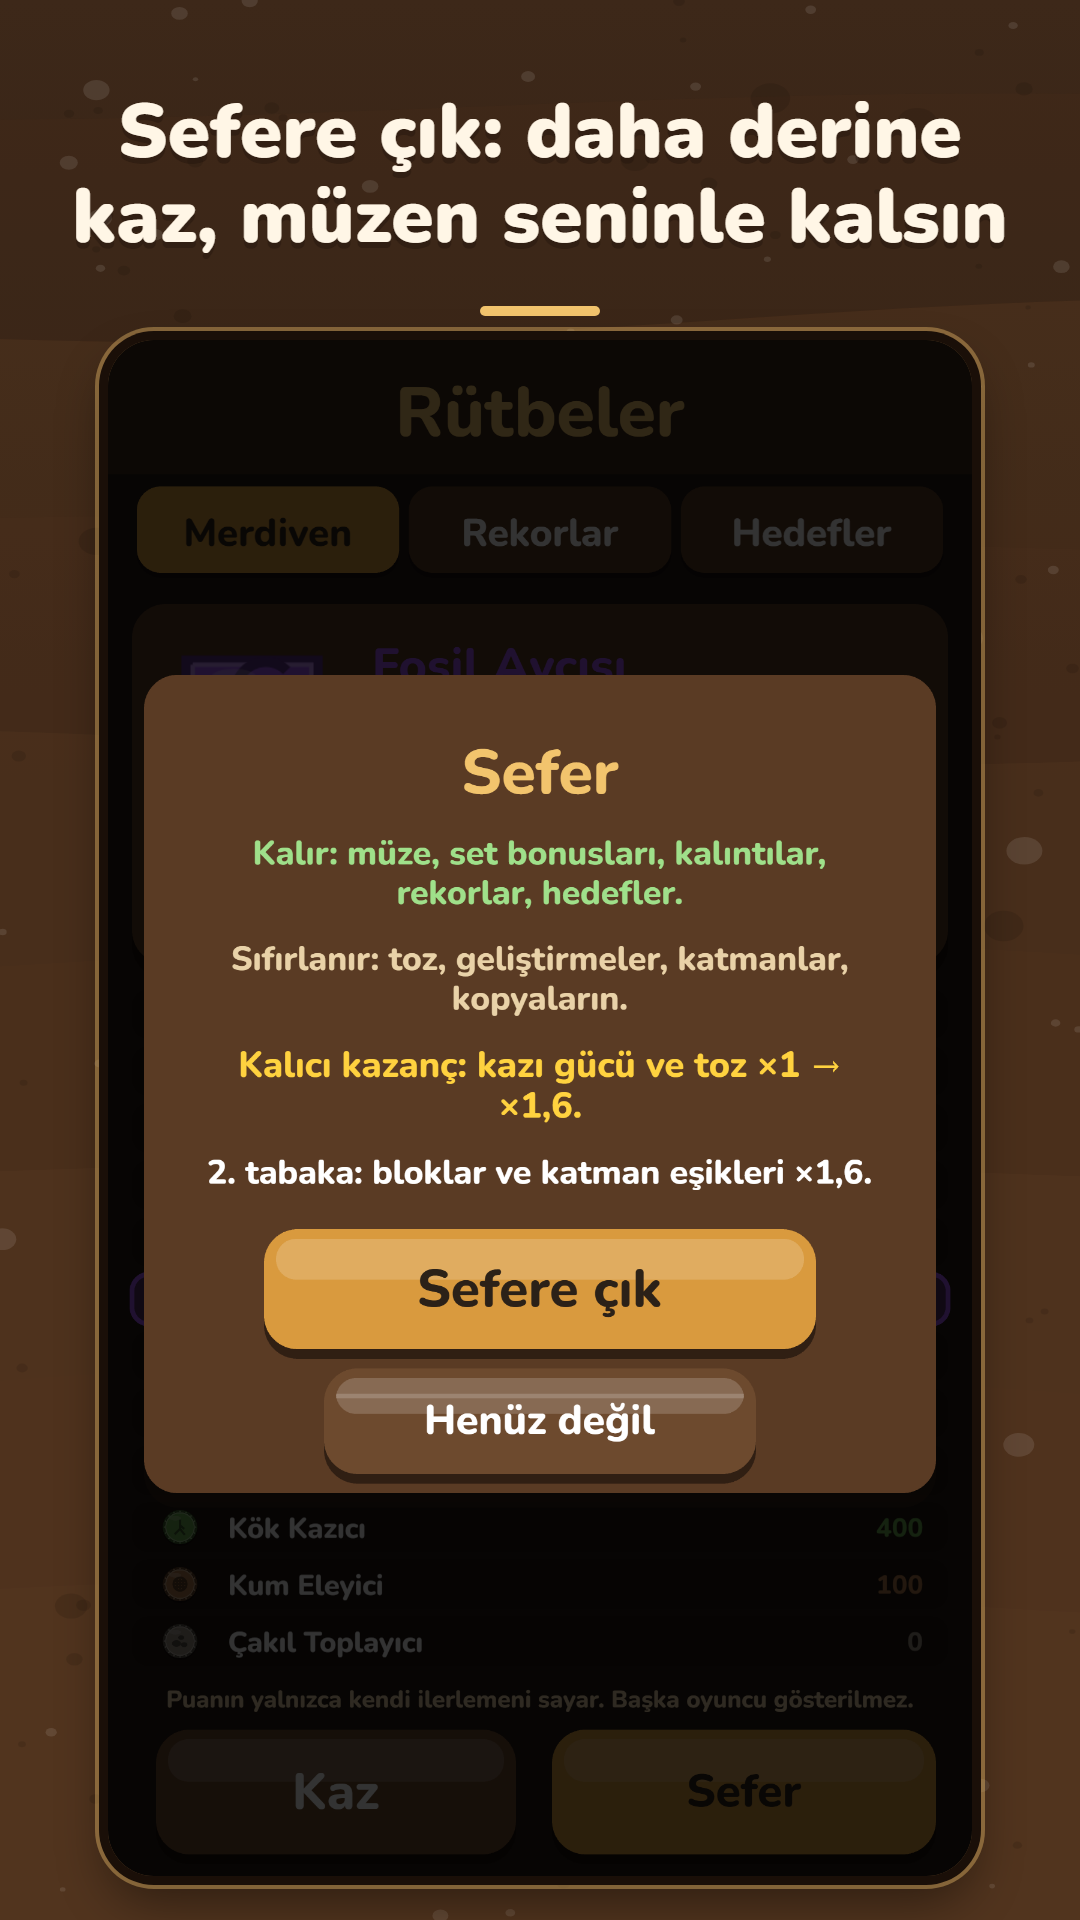 Sefere çık: daha derine
kaz, müzen seninle kalsın
Rütbeler
Merdiven Rekorlar Hedefler
Fosil Avcısı
Sefer
Kalır: müze, set bonusları, kalıntılar,
rekorlar, hedefler.
Sıfırlanır: toz, geliştirmeler, katmanlar,
kopyaların.
Kalıcı kazanç: kazı gücü ve toz ×1 →
×1,6.
2. tabaka: bloklar ve katman eşikleri ×1,6.
Sefere çık
Henüz değil
Kök Kazıcı 400
Kum Eleyici 100
Çakıl Toplayıcı 0
Puanın yalnızca kendi ilerlemeni sayar. Başka oyuncu gösterilmez.
Kaz Sefer